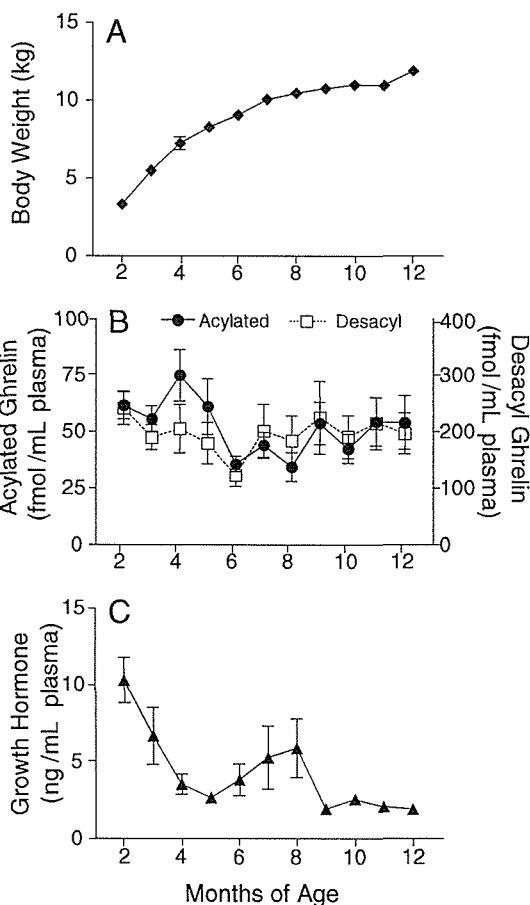 A
15
10
5
0
Body Weight (kg)
2 4 6 8 10 12
B
Acylated Desacyl
100
75
50
25
0
Acylated Ghrelin
(fmol /mL plasma)
400
300
200
100
0
Desacyl Ghrelin
(fmol /mL plasma)
2 4 6 8 10 12
C
15
10
5
0
Growth Hormone
(ng /mL plasma)
2 4 6 8 10 12
Months of Age